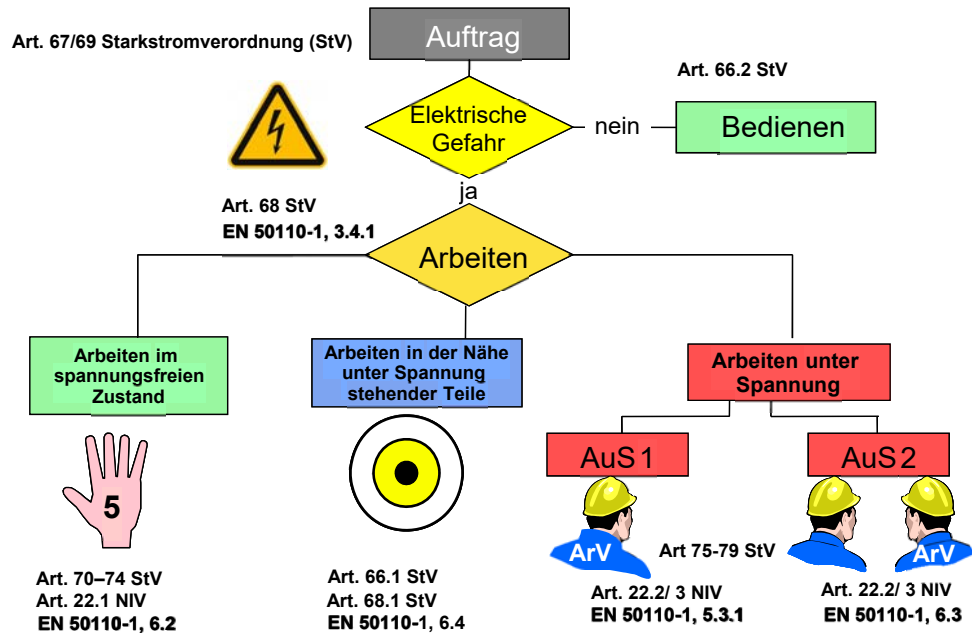 Auftrag
Art. 67/69 Starkstromverordnung (StV)
Art. 66.2 StV
Elektrische
Gefahr
nein
Bedienen
ja
Art. 68 StV
EN 50110-1, 3.4.1
Arbeiten
Arbeiten im
spannungsfreien
Zustand
Arbeiten in der Nähe
unter Spannung
stehender Teile
Arbeiten unter
Spannung
AuS 1
AuS 2
5
ArV
Art 75-79 StV
ArV
Art. 70–74 StV
Art. 22.1 NIV
EN 50110-1, 6.2
Art. 66.1 StV
Art. 68.1 StV
EN 50110-1, 6.4
Art. 22.2/ 3 NIV
EN 50110-1, 5.3.1
Art. 22.2/ 3 NIV
EN 50110-1, 6.3